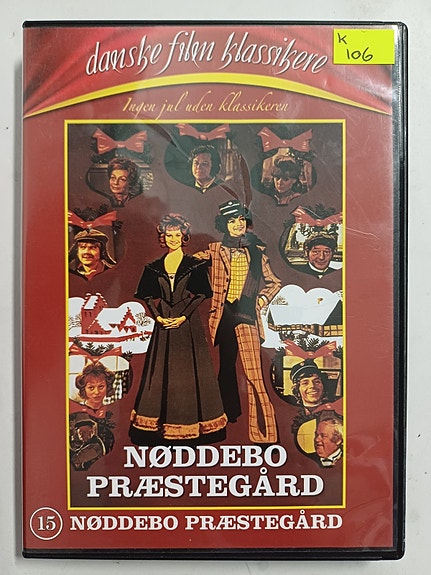 danske film klassikere
K
106
Ingen jul uden klassikeren
NØDDEBO
PRÆSTEGÅRD
15 NØDDEBO PRÆSTEGÅRD